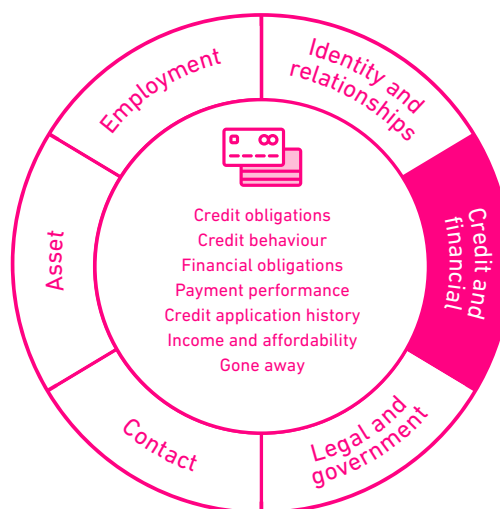 Employment
Identity and
relationships
Credit and
financial
Legal and
government
Contact
Asset
Credit obligations
Credit behaviour
Financial obligations
Payment performance
Credit application history
Income and affordability
Gone away